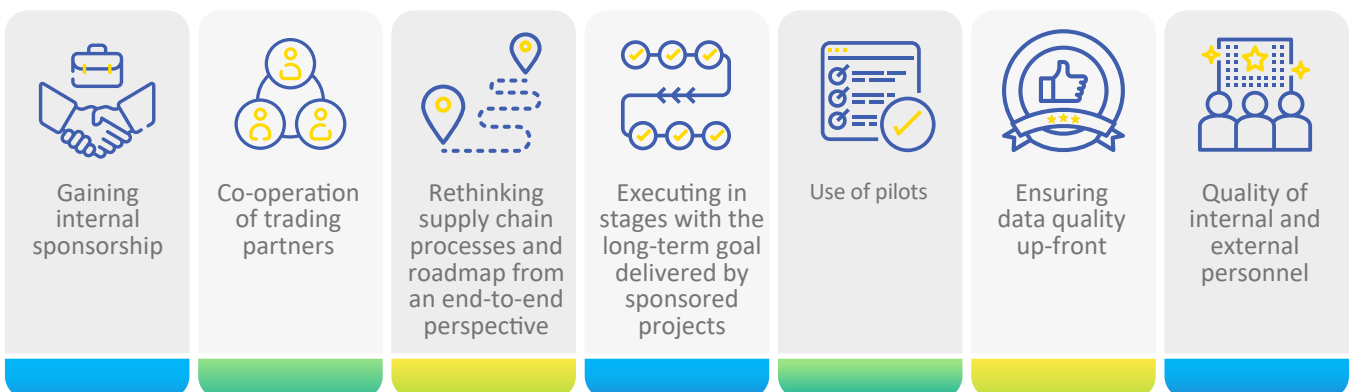 Gaining
internal
sponsorship
Co-operation
of trading
partners
Rethinking
supply chain
processes and
roadmap from
an end-to-end
perspective
Executing in
stages with the
long-term goal
delivered by
sponsored
projects
Use of pilots
Ensuring
data quality
up-front
Quality of
internal and
external
personnel